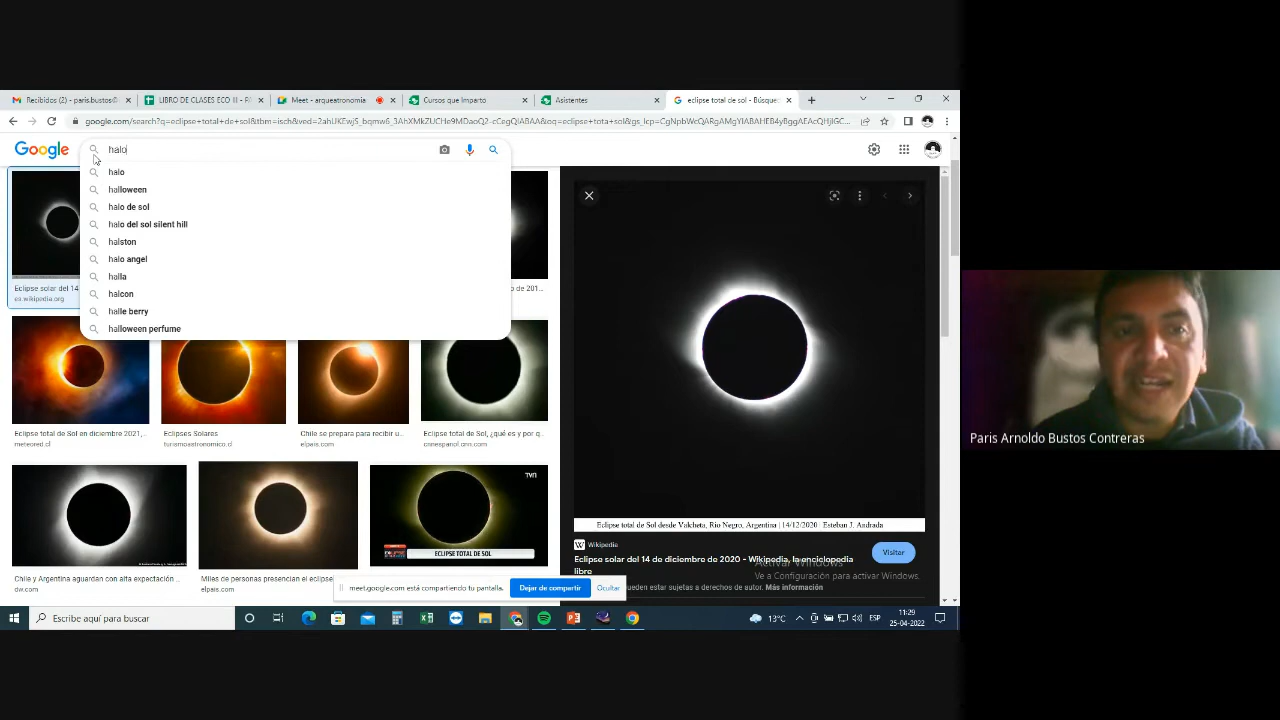 Recibidos (2) - paris.bustos@
LIBRO DE CLASES ECO III - PA
Meet - arqueatronomia
Cursos que Imparto
Asistentes
eclipse total de sol - Búsque
halo
Google
halo
halloween
halo de sol
halo del sol silent hill
halston
halo angel
halla
halcon
halle berry
halloween perfume
Eclipse solar del 14
es.wikipedia.org
o de 201...
Eclipse total de Sol en diciembre 2021,..
meteored.cl
Eclipses Solares
turismoastronomico.cl
Chile se prepara para recibir u...
elpais.com
Eclipse total de Sol, ¿qué es y por q...
cnnespanol.cnn.com
TVN
ECLIPSE TOTAL DE SOL
Chile y Argentina aguardan con alta expectación ...
dw.com
Miles de personas presencian el eclipse
elpais.com
Eclipse total de Sol desde Valcheta, Río Negro, Argentina | 14/12/2020 | Esteban J. Andrada
W Wikipedia
Eclipse solar del 14 de diciembre de 2020 - Wikipedia, la enciclopedia
libre
Visitar
Activar Windows
Ve a Configuración para activar Windows.
pueden estar sujetas a derechos de autor. Más información
meet.google.com está compartiendo tu pantalla.
Dejar de compartir
Ocultar
Escribe aquí para buscar
13°C
ESP
11:29
25-04-2022
Paris Arnoldo Bustos Contreras